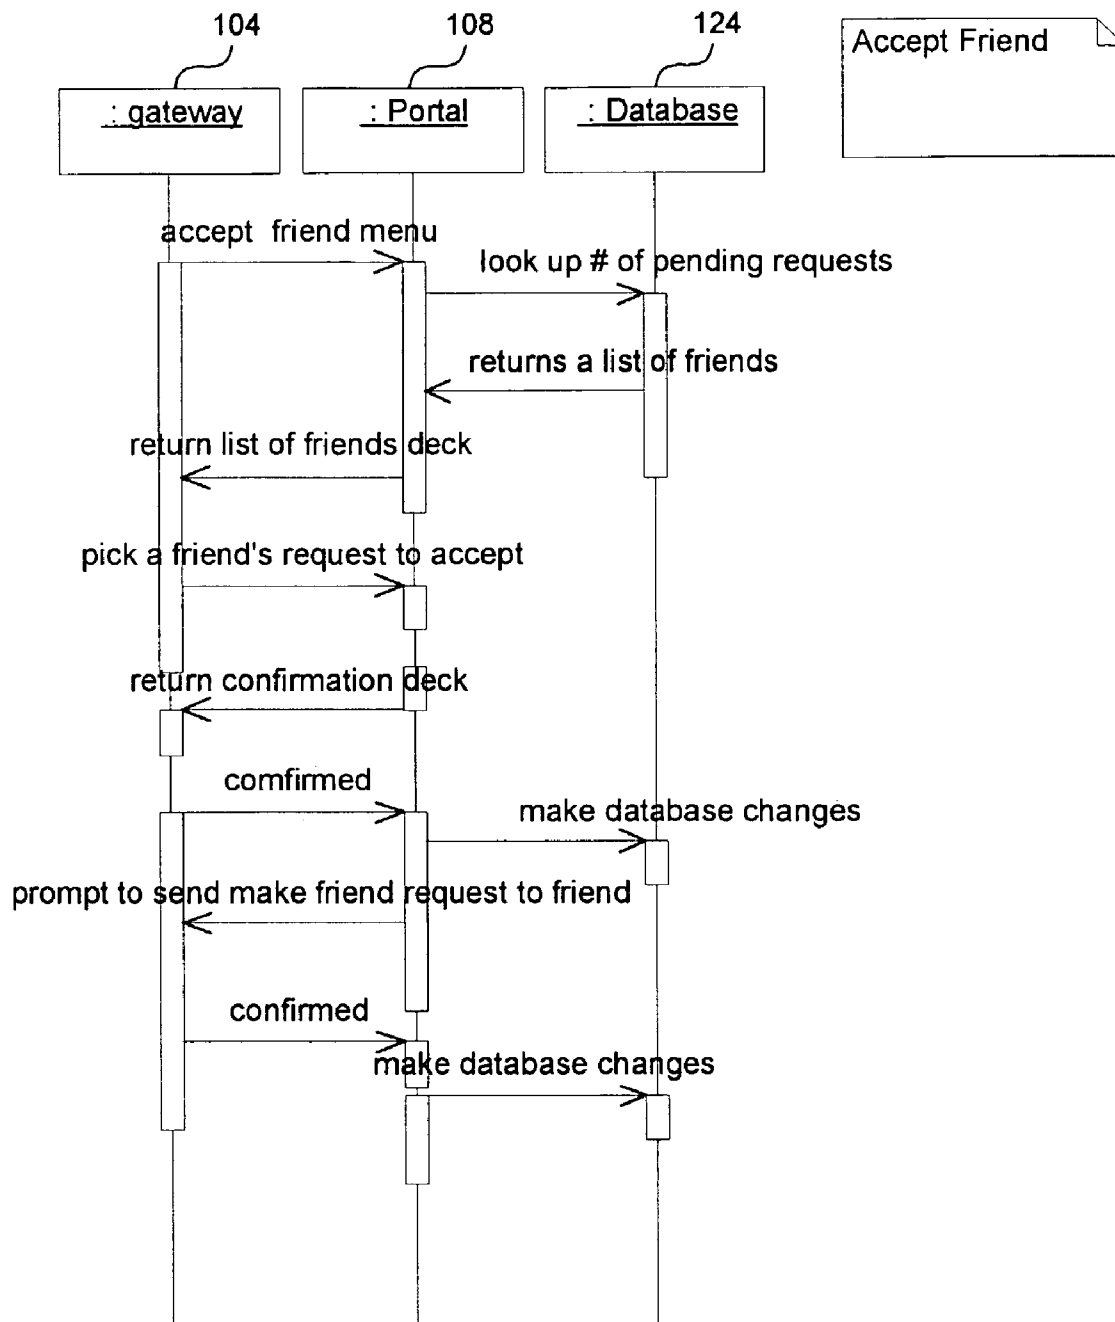 104
108
124
Accept Friend
: gateway
: Portal
: Database
accept friend menu
look up # of pending requests
returns a list of friends
return list of friends deck
pick a friend's request to accept
return confirmation deck
comfirmed
make database changes
prompt to send make friend request to friend
confirmed
make database changes